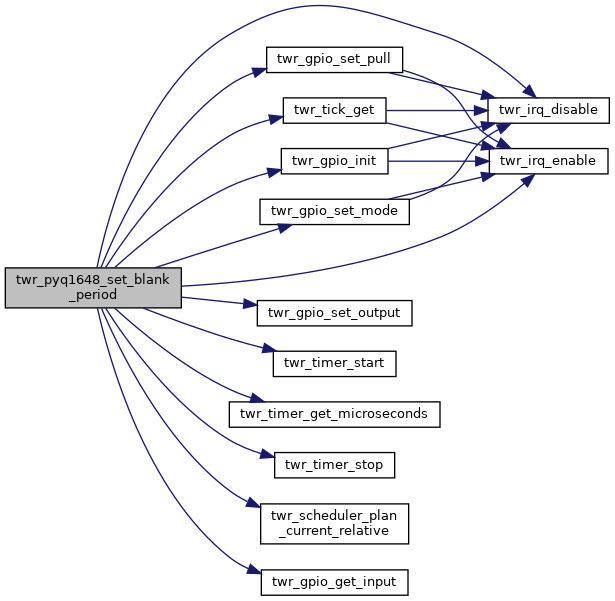 twr_pyq1648_set_blank
_period
twr_gpio_set_pull
twr_tick_get
twr_gpio_init
twr_gpio_set_mode
twr_irq_disable
twr_irq_enable
twr_gpio_set_output
twr_timer_start
twr_timer_get_microseconds
twr_timer_stop
twr_scheduler_plan
_current_relative
twr_gpio_get_input